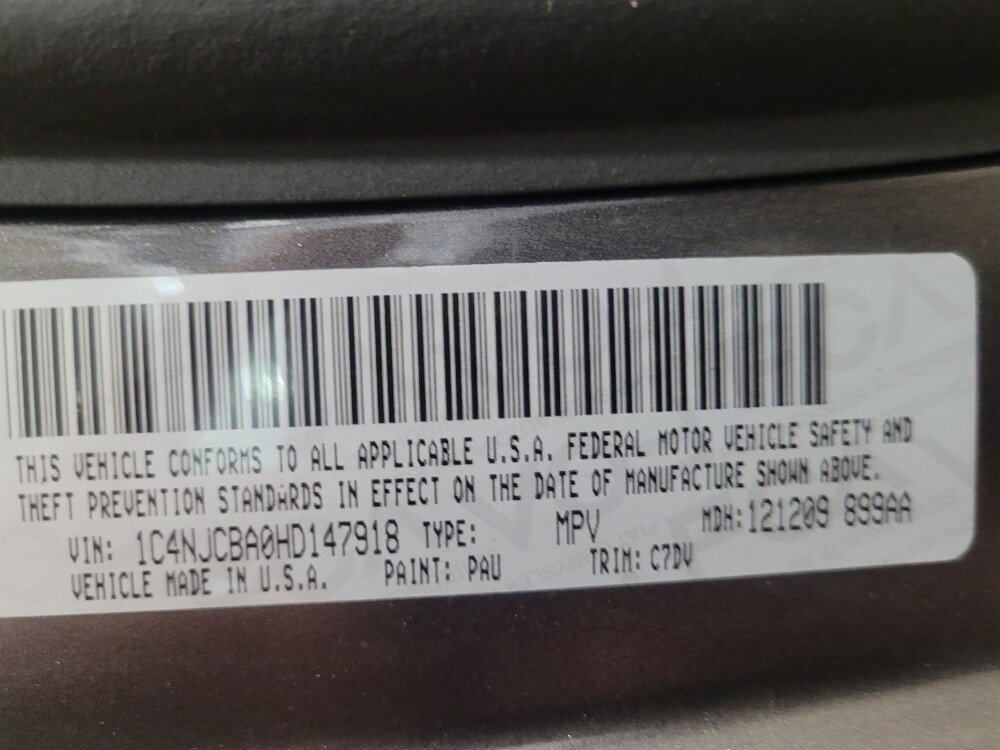 THIS VEHICLE CONFORMS TO ALL APPLICABLE U.S.A. FEDERAL MOTOR VEHICLE SAFETY AND
THEFT PREVENTION STANDARDS IN EFFECT ON THE DATE OF MANUFACTURE SHOWN ABOVE.
VIN: 1C4NJCBA0HD147918 TYPE: MPV MDH:121209 899AA
VEHICLE MADE IN U.S.A. PAINT: PAU TRIM: C7DV